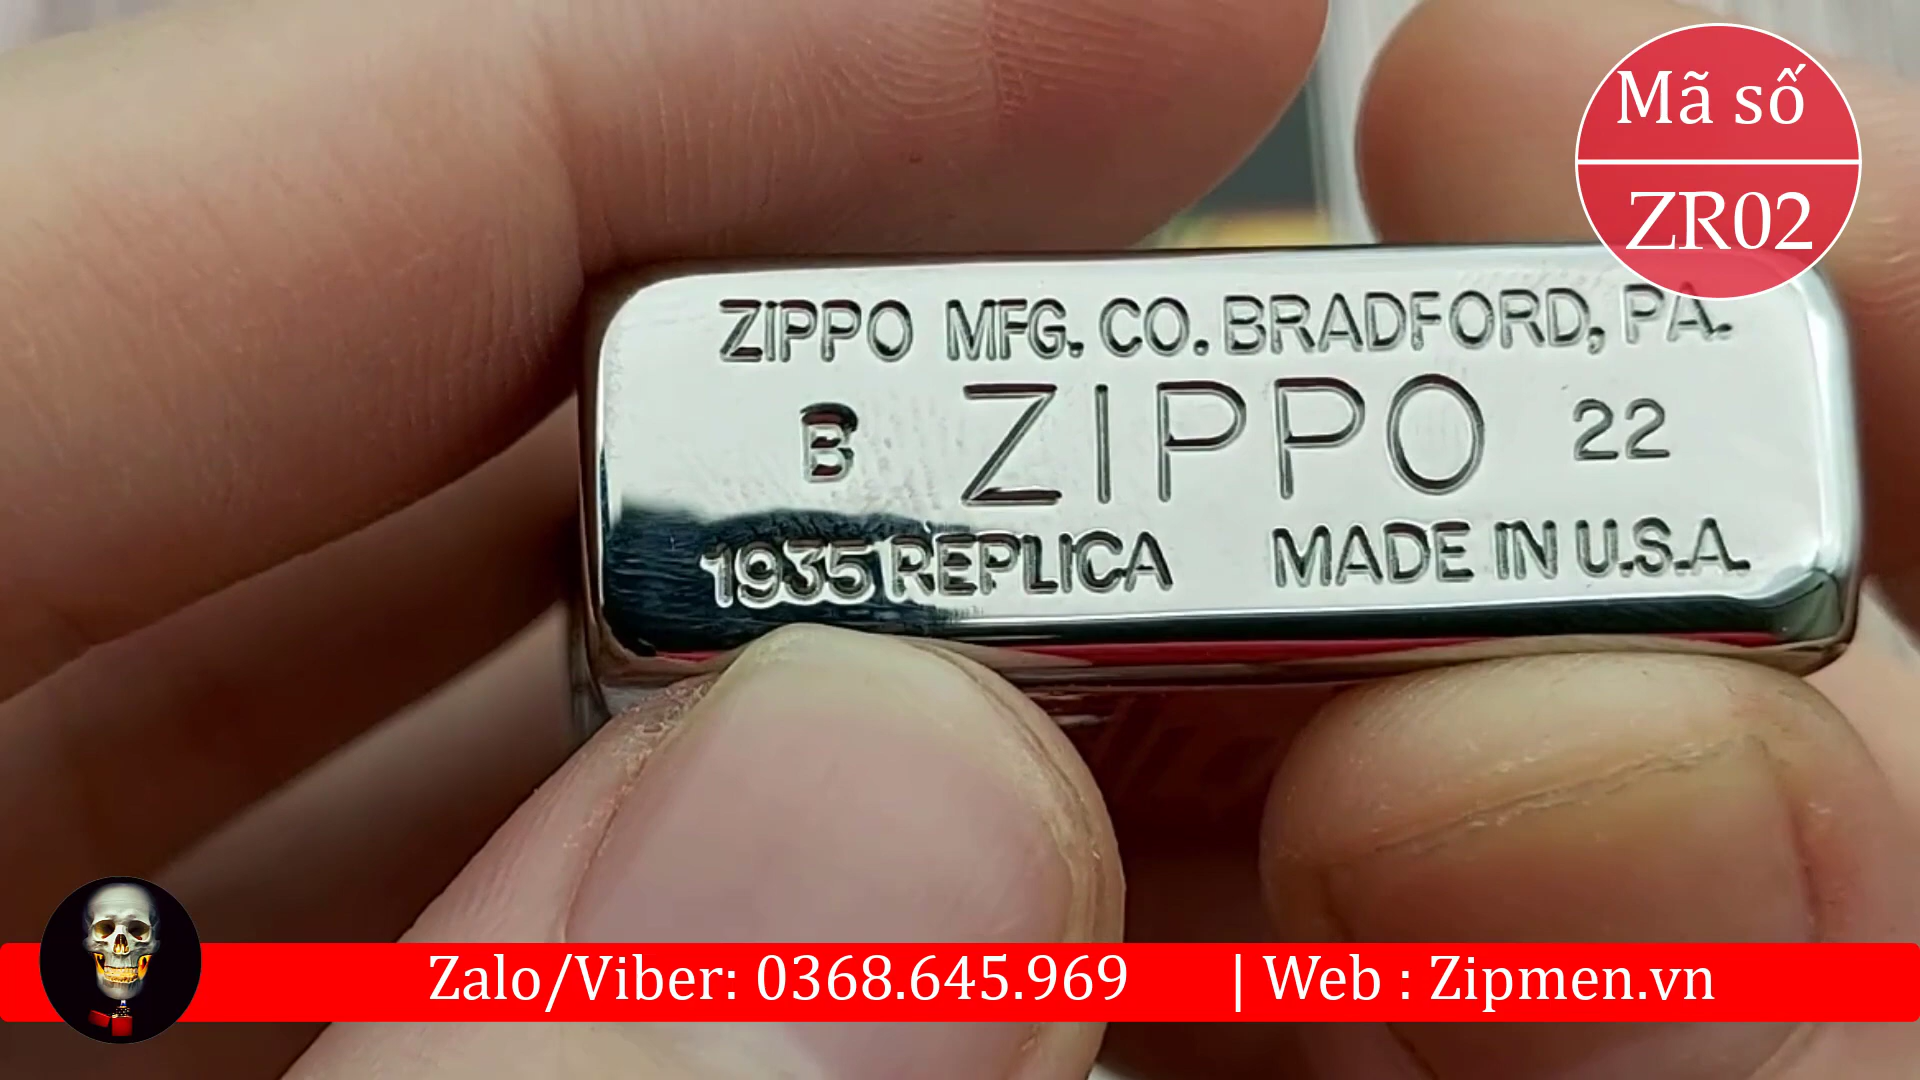 Mã số
ZR02
ZIPPO MFG. CO. BRADFORD, PA.
B ZIPPO 22
1935 REPLICA MADE IN U.S.A.
Zalo/Viber: 0368.645.969 | Web : Zipmen.vn